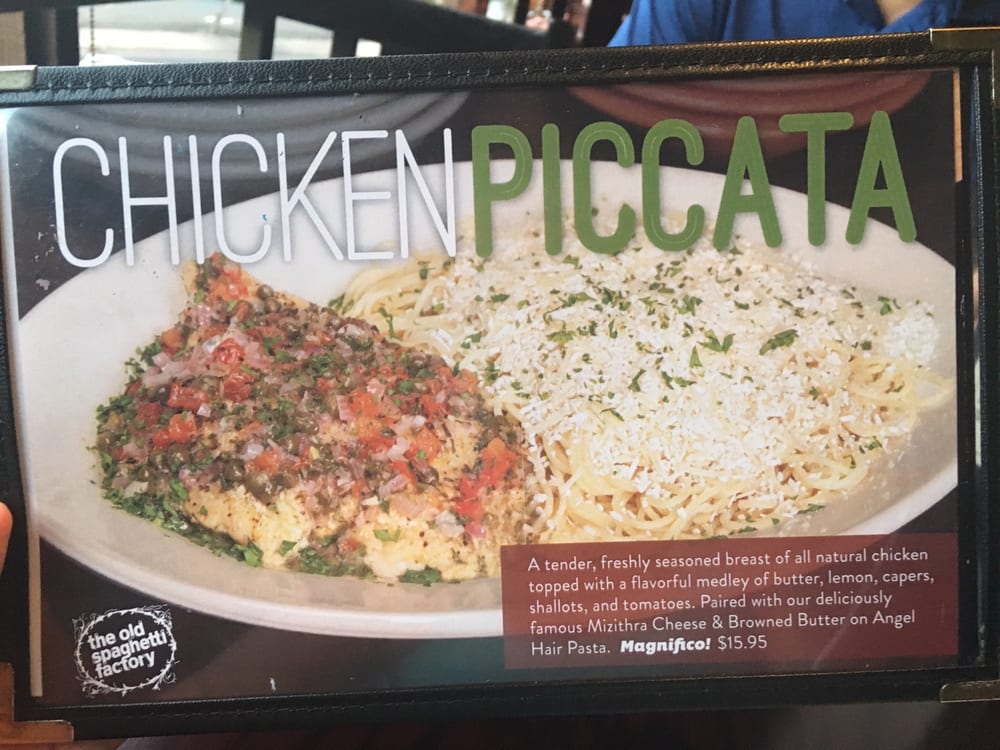 CHICKEN PICCATA
A tender, freshly seasoned breast of all natural chicken
topped with a flavorful medley of butter, lemon, capers,
shallots, and tomatoes. Paired with our deliciously
famous Mizithra Cheese & Browned Butter on Angel
Hair Pasta. Magnifico! $15.95
the old
spaghetti
factory